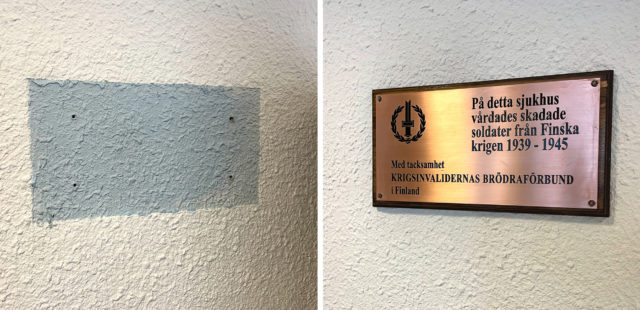 På detta sjukhus
vårdades skadade
soldater från Finska
krigen 1939 - 1945
Med tacksamhet
KRIGSINVALIDERNAS BRÖDRAFÖRBUND
i Finland